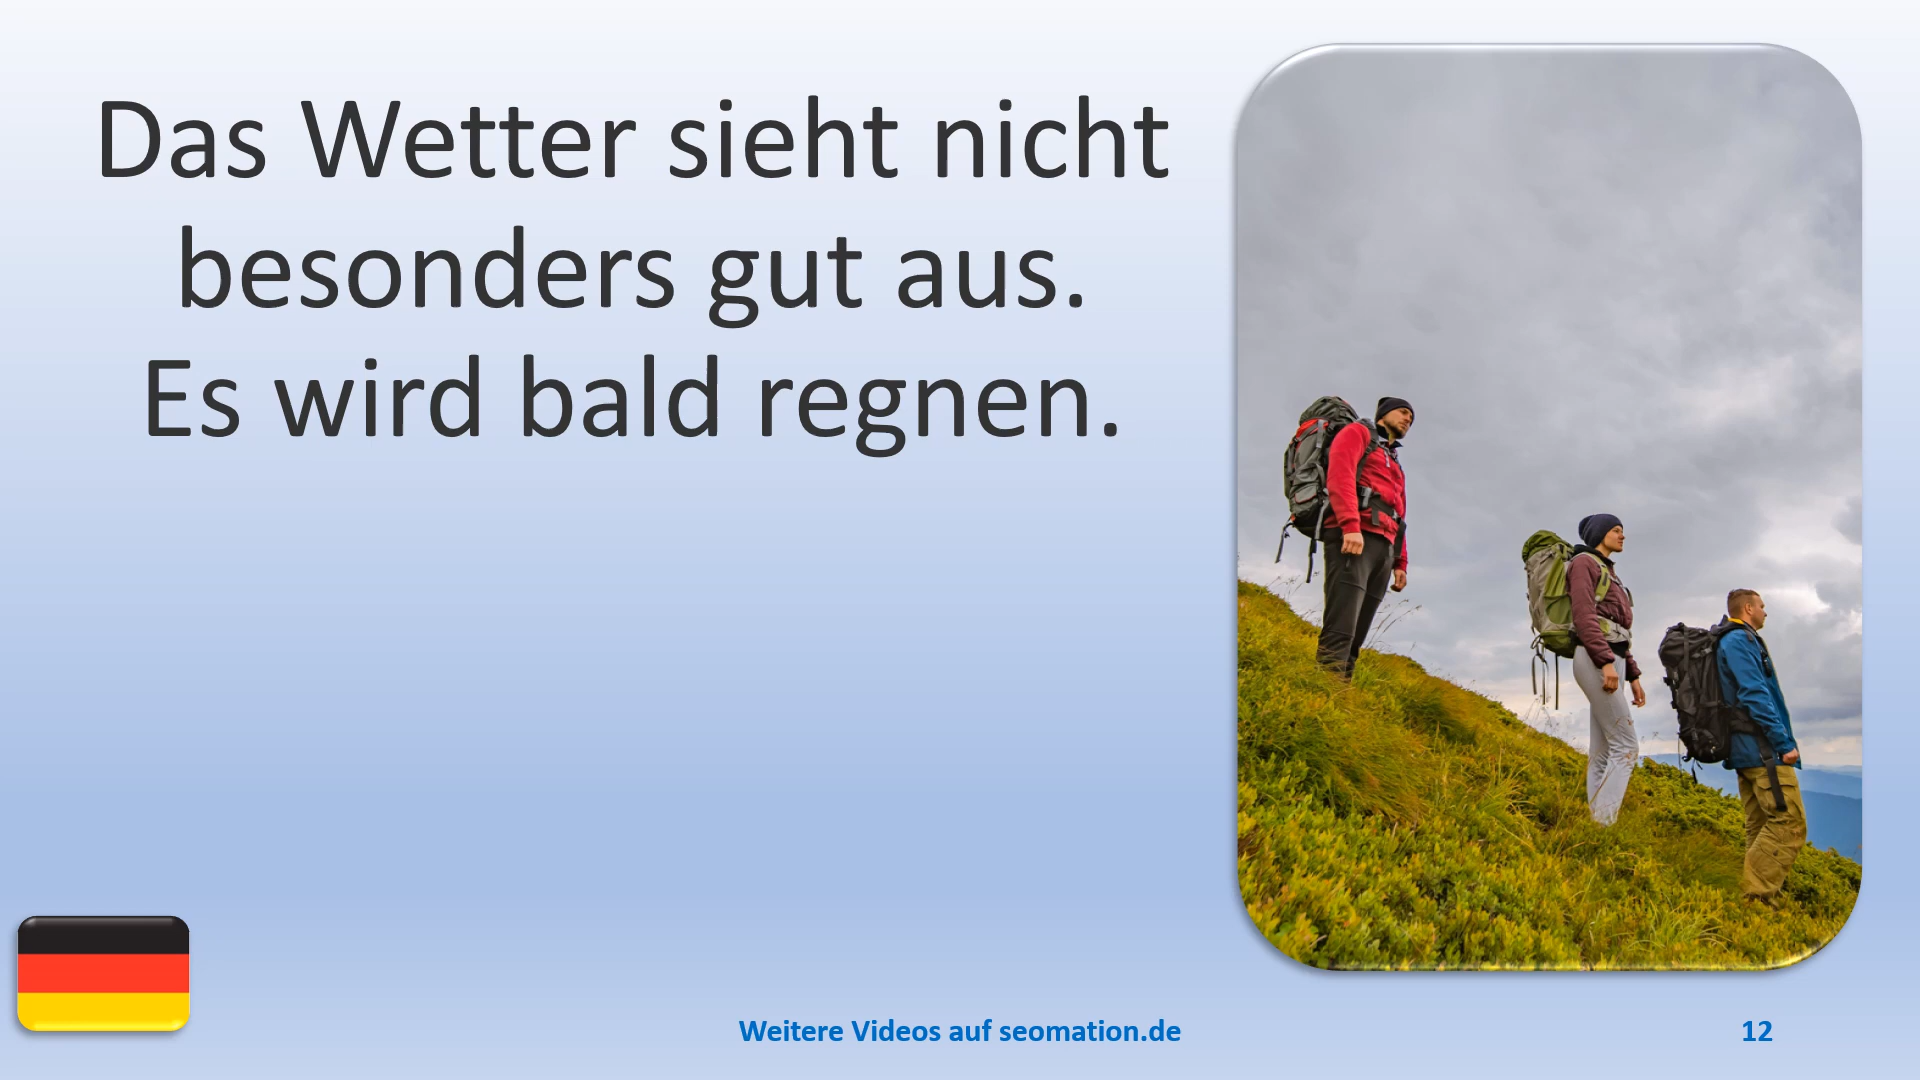 Das Wetter sieht nicht
besonders gut aus.
Es wird bald regnen.
Weitere Videos auf seomation.de
12